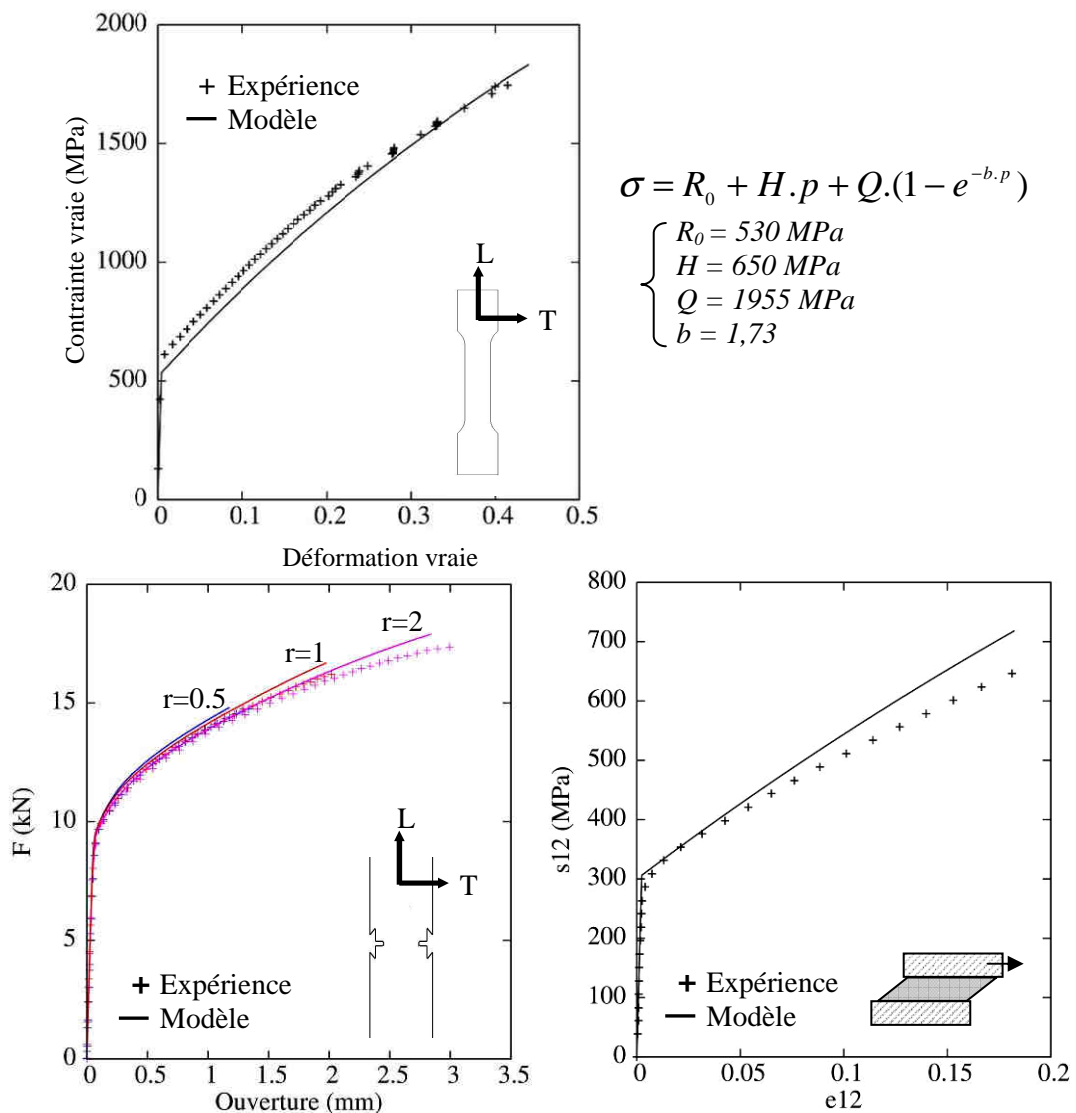 2000
1500
1000
500
0
Contrainte vraie (MPa)
+ Expérience
— Modèle
L
T
0 0.1 0.2 0.3 0.4 0.5
Déformation vraie
σ = R₀ + H.p + Q.(1 − e^{−b.p})
R₀ = 530 MPa
H = 650 MPa
Q = 1955 MPa
b = 1,73
20
15
10
5
0
F (kN)
r=0.5
r=1
r=2
L
T
+ Expérience
— Modèle
0 0.5 1 1.5 2 2.5 3 3.5
Ouverture (mm)
800
700
600
500
400
300
200
100
0
s12 (MPa)
+ Expérience
— Modèle
0 0.05 0.1 0.15 0.2
e12